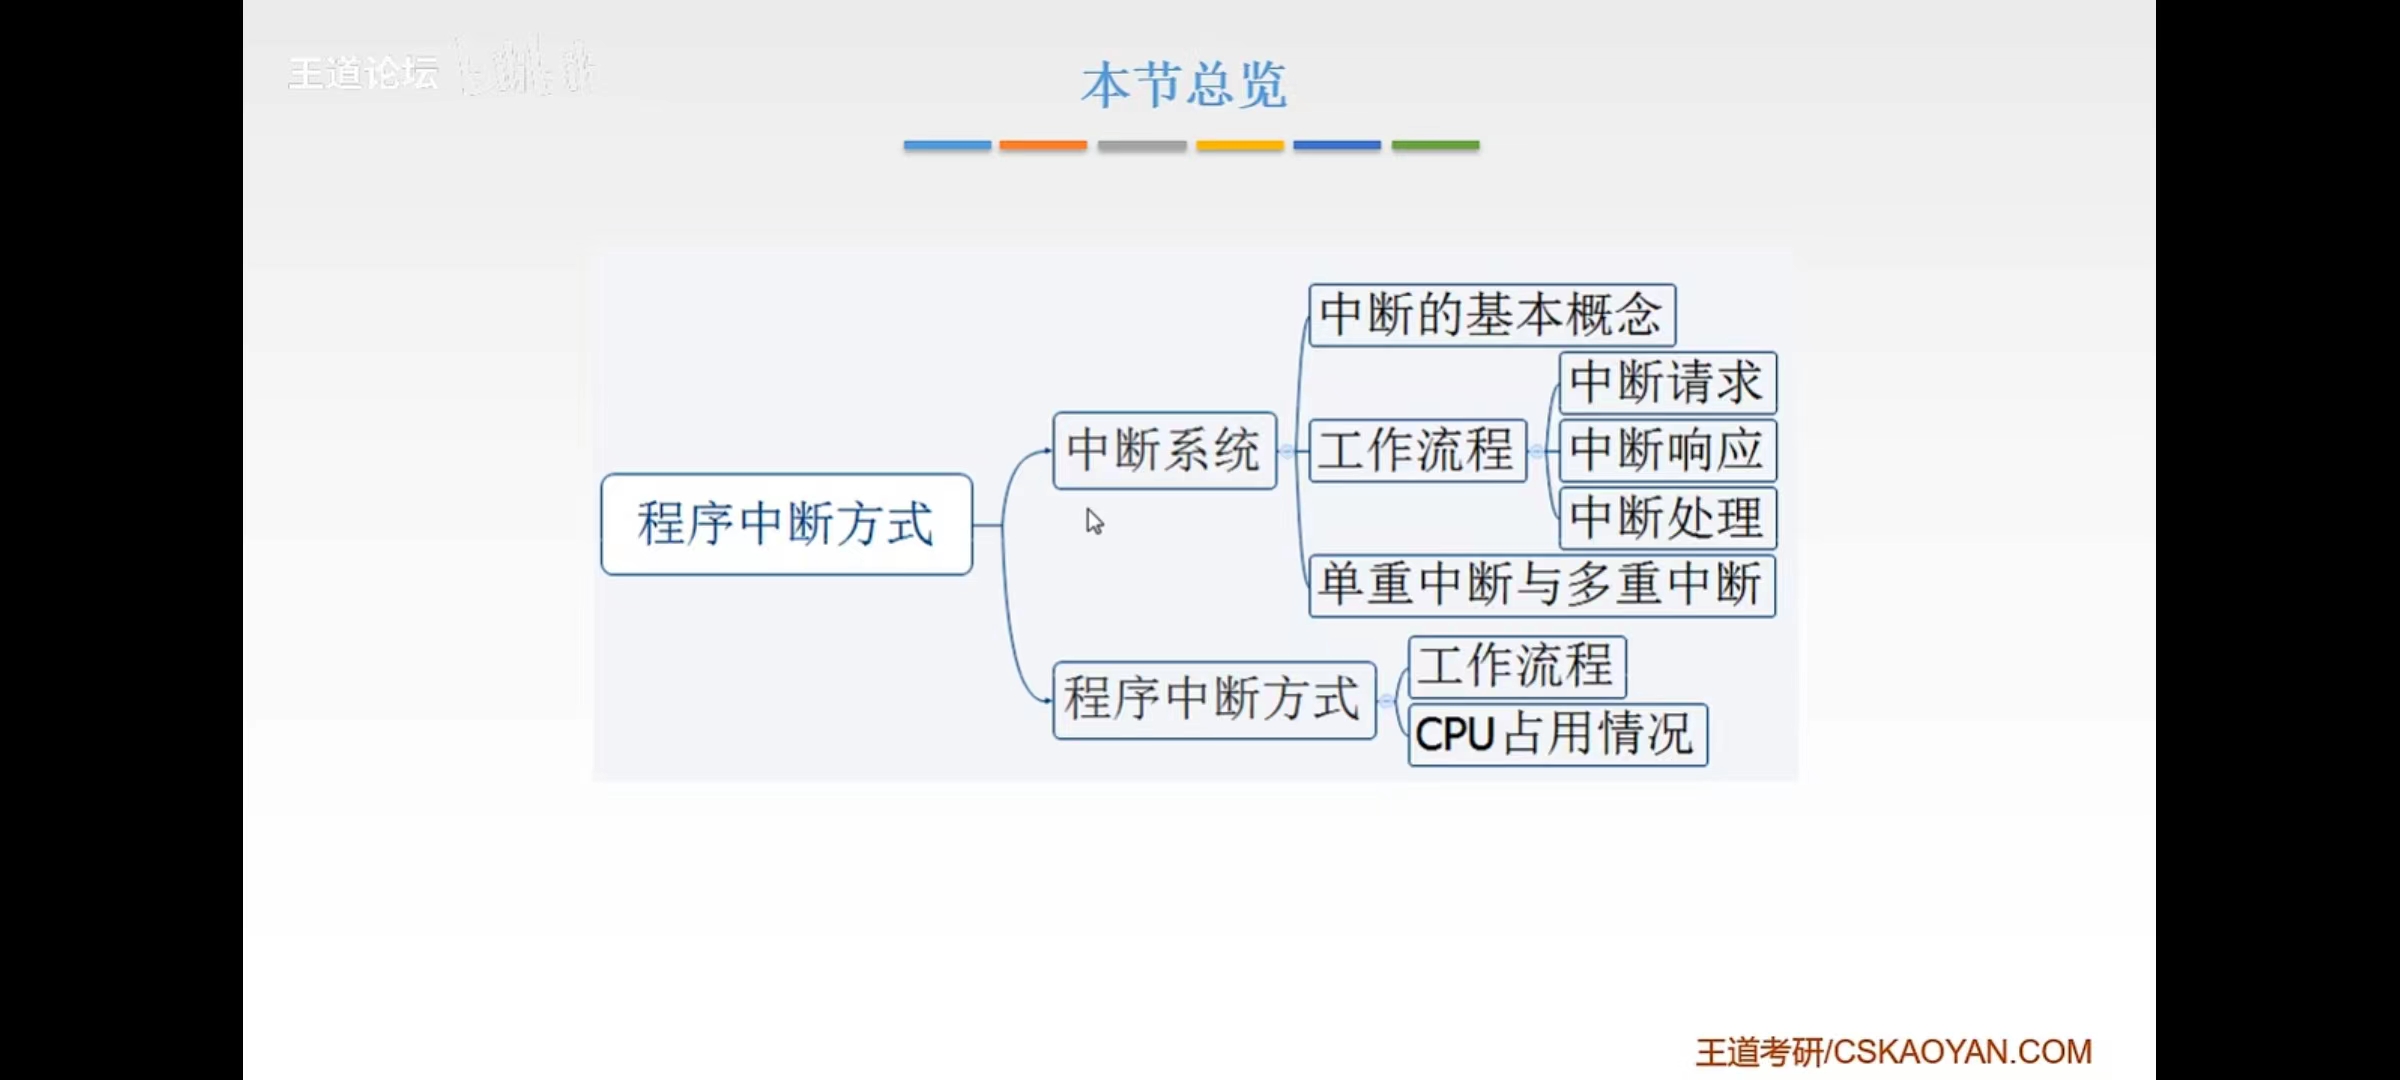 王道论坛
本节总览
程序中断方式
中断系统
中断的基本概念
工作流程
中断请求
中断响应
中断处理
单重中断与多重中断
程序中断方式
工作流程
CPU占用情况
王道考研/CSKAOYAN.COM